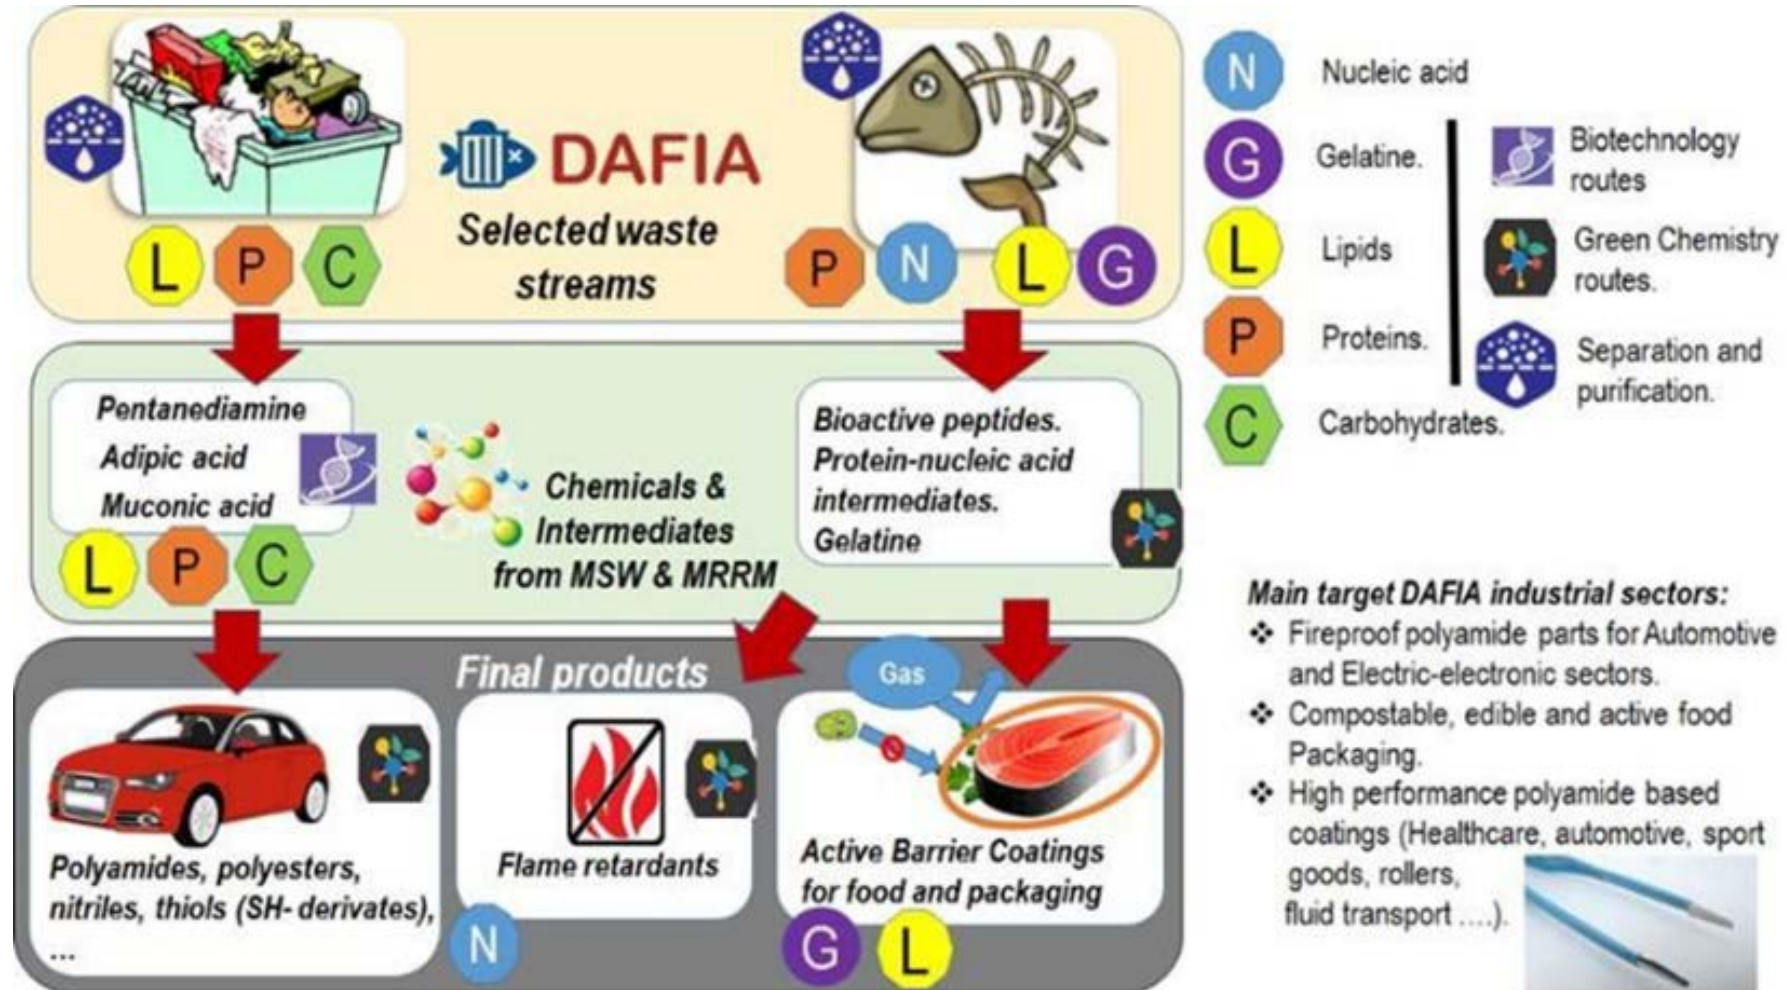 DAFIA
Selected waste
streams
L P C
P N L G
Pentanediamine
Adipic acid
Muconic acid
L P C
Chemicals &
Intermediates
from MSW & MRRM
Bioactive peptides.
Protein-nucleic acid
intermediates.
Gelatine
Final products
Gas
Polyamides, polyesters,
nitriles, thiols (SH- derivates),
...
Flame retardants
N
Active Barrier Coatings
for food and packaging
G L
N Nucleic acid
G Gelatine.
L Lipids
P Proteins.
C Carbohydrates.
Biotechnology
routes
Green Chemistry
routes.
Separation and
purification.
Main target DAFIA industrial sectors:
❖ Fireproof polyamide parts for Automotive
and Electric-electronic sectors.
❖ Compostable, edible and active food
Packaging.
❖ High performance polyamide based
coatings (Healthcare, automotive, sport
goods, rollers,
fluid transport ....).